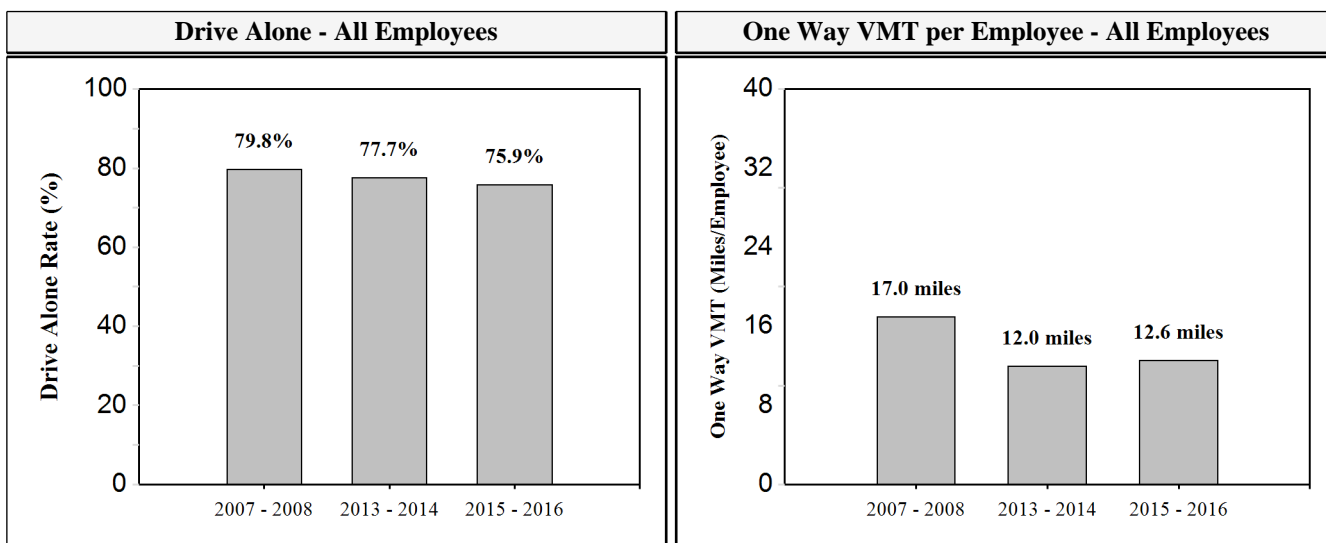 Drive Alone - All Employees
One Way VMT per Employee - All Employees
Drive Alone Rate (%)
100
80
60
40
20
0
79.8%
77.7%
75.9%
2007 - 2008
2013 - 2014
2015 - 2016
One Way VMT (Miles/Employee)
40
32
24
16
8
0
17.0 miles
12.0 miles
12.6 miles
2007 - 2008
2013 - 2014
2015 - 2016